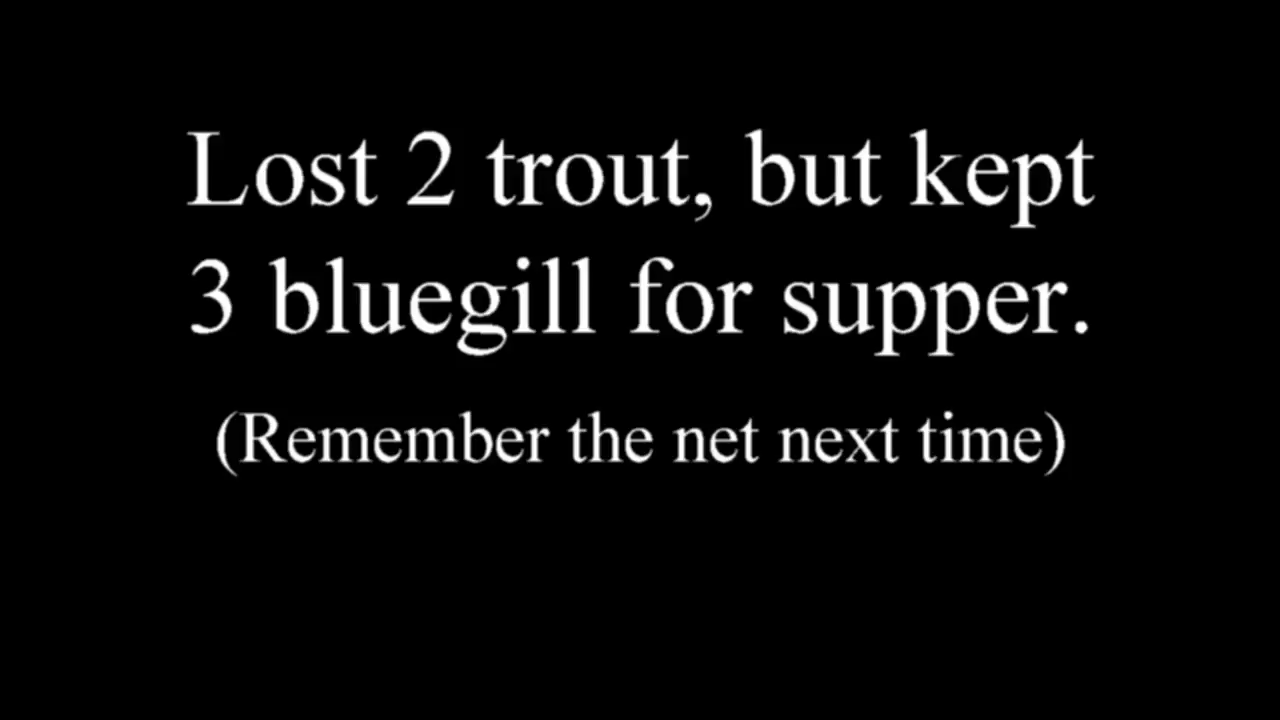 Lost 2 trout, but kept
3 bluegill for supper.
(Remember the net next time)